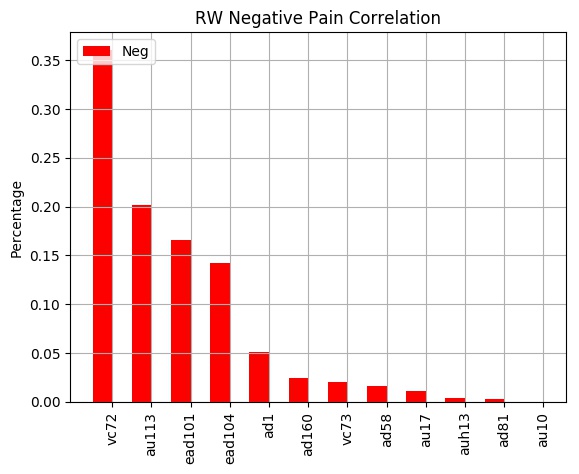 RW Negative Pain Correlation
Neg
Percentage
0.35
0.30
0.25
0.20
0.15
0.10
0.05
0.00
vc72
au113
ead101
ead104
ad1
ad160
vc73
ad58
au17
auh13
ad81
au10